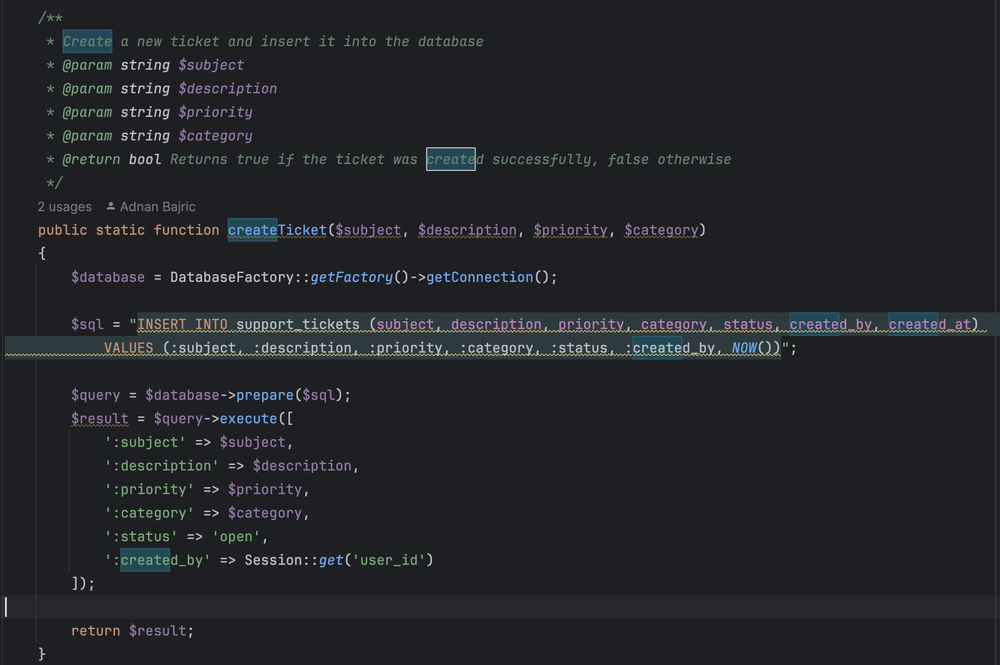 /**
 * Create a new ticket and insert it into the database
 * @param string $subject
 * @param string $description
 * @param string $priority
 * @param string $category
 * @return bool Returns true if the ticket was created successfully, false otherwise
 */
2 usages Adnan Bajric
public static function createTicket($subject, $description, $priority, $category)
{
    $database = DatabaseFactory::getFactory()->getConnection();
    $sql = "INSERT INTO support_tickets (subject, description, priority, category, status, created_by, created_at)
        VALUES (:subject, :description, :priority, :category, :status, :created_by, NOW())";
    $query = $database->prepare($sql);
    $result = $query->execute([
        ':subject' => $subject,
        ':description' => $description,
        ':priority' => $priority,
        ':category' => $category,
        ':status' => 'open',
        ':created_by' => Session::get('user_id')
    ]);
    return $result;
}